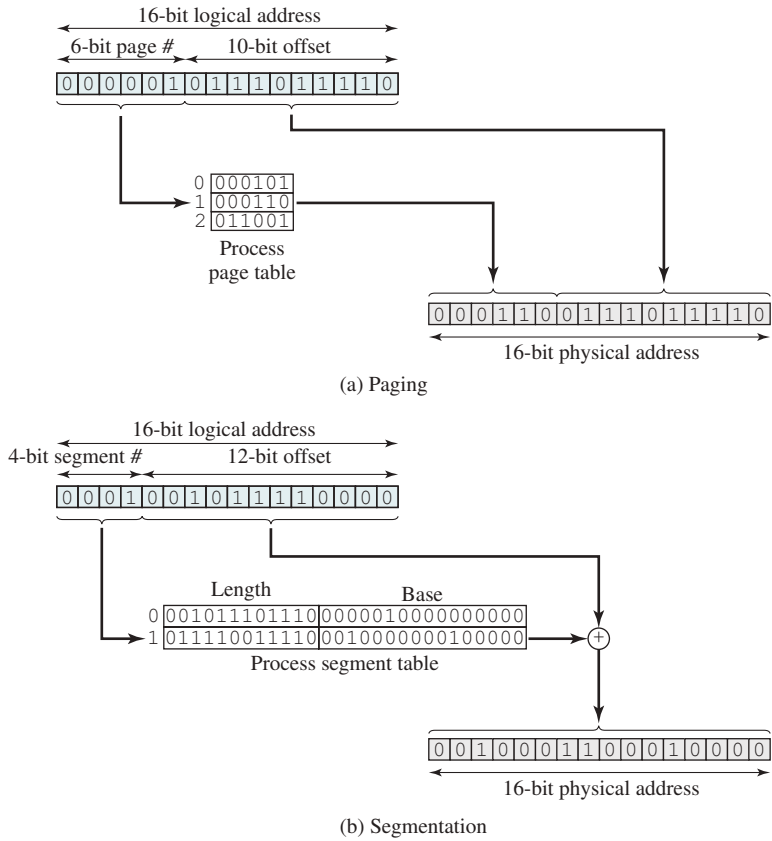 16-bit logical address
6-bit page # 10-bit offset
0 0 0 0 0 1 0 1 1 1 0 1 1 1 1 0
0 000101
1 000110
2 011001
Process
page table
0 0 0 1 1 0 0 1 1 1 0 1 1 1 1 0
16-bit physical address
(a) Paging
16-bit logical address
4-bit segment # 12-bit offset
0 0 0 1 0 0 1 0 1 1 1 1 0 0 0 0
Length Base
0 001011101110 0000010000000000
1 011110011110 0010000000100000
+
Process segment table
0 0 1 0 0 0 1 1 0 0 0 1 0 0 0 0
16-bit physical address
(b) Segmentation